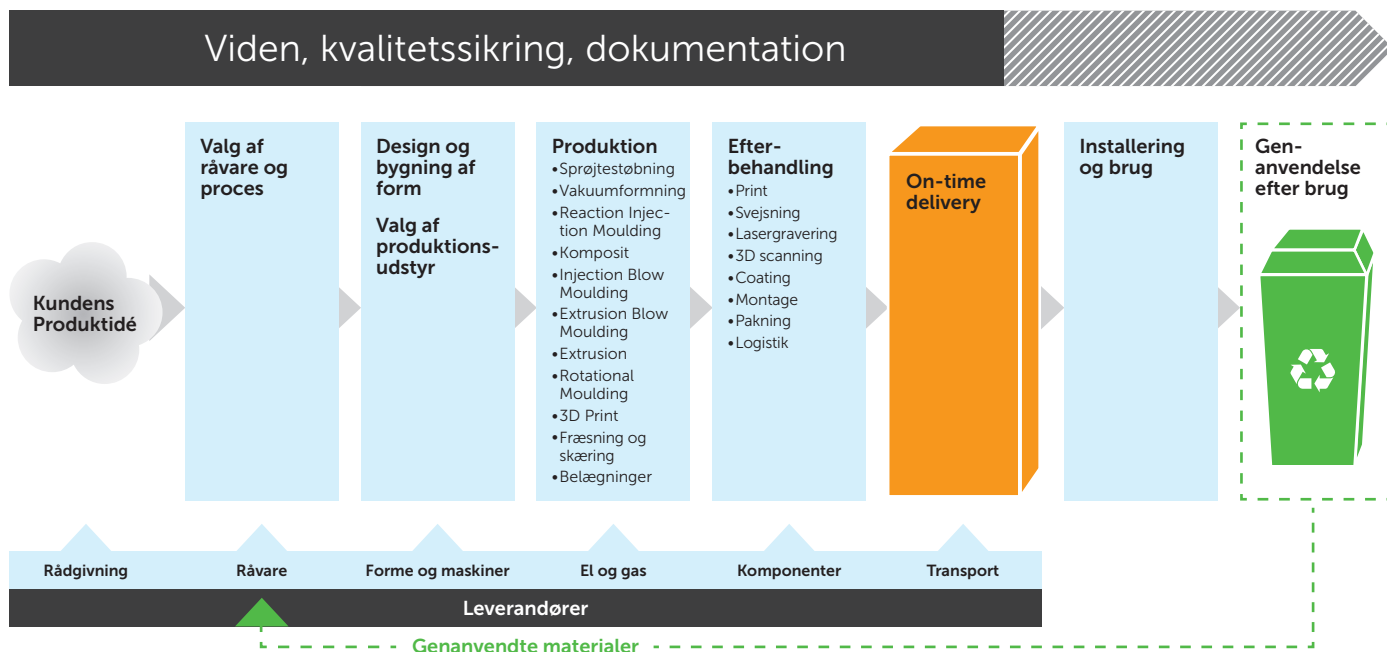 Viden, kvalitetssikring, dokumentation
Kundens
Produktidé
Valg af
råvare og
proces
Design og
bygning af
form
Valg af
produktions-
udstyr
Produktion
•Sprøjtestøbning
•Vakuumformning
•Reaction Injec-
tion Moulding
•Komposit
•Injection Blow
Moulding
•Extrusion Blow
Moulding
•Extrusion
•Rotational
Moulding
•3D Print
•Fræsning og
skæring
•Belægninger
Efter-
behandling
•Print
•Svejsning
•Lasergravering
•3D scanning
•Coating
•Montage
•Pakning
•Logistik
On-time
delivery
Installering
og brug
Gen-
anvendelse
efter brug
Rådgivning
Råvare
Forme og maskiner
El og gas
Komponenter
Transport
Leverandører
Genanvendte materialer